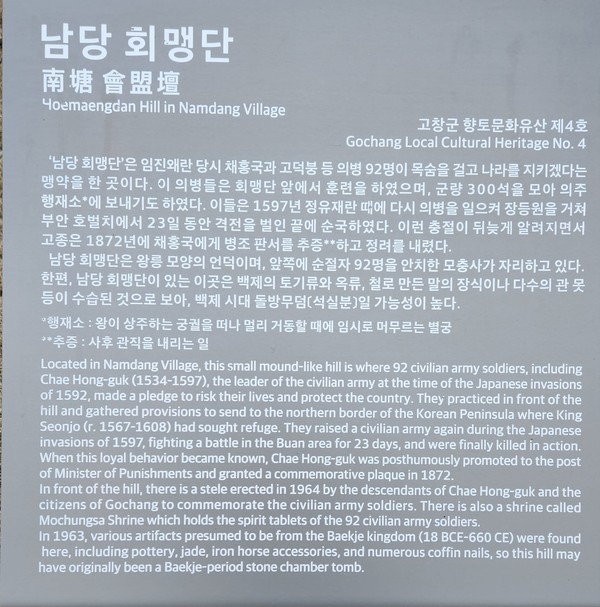 남당 회맹단
南塘 會盟壇
Hoemaengdan Hill in Namdang Village
고창군 향토문화유산 제4호
Gochang Local Cultural Heritage No. 4
'남당 회맹단'은 임진왜란 당시 채홍국과 고덕붕 등 의병 92명이 목숨을 걸고 나라를 지키겠다는
맹약을 한 곳이다. 이 의병들은 회맹단 앞에서 훈련을 하였으며, 군량 300석을 모아 의주
행재소*에 보내기도 하였다. 이들은 1597년 정유재란 때에 다시 의병을 일으켜 장등원을 거쳐
부안 호벌치에서 23일 동안 격전을 벌인 끝에 순국하였다. 이런 충절이 뒤늦게 알려지면서
고종은 1872년에 채홍국에게 병조 판서를 추증**하고 정려를 내렸다.
남당 회맹단은 왕릉 모양의 언덕이며, 앞쪽에 순절자 92명을 안치한 모충사가 자리하고 있다.
한편, 남당 회맹단이 있는 이곳은 백제의 토기류와 옥류, 철로 만든 말의 장식이나 다수의 관 못
등이 수습된 것으로 보아, 백제 시대 돌방무덤(석실분)일 가능성이 높다.
*행재소 : 왕이 상주하는 궁궐을 떠나 멀리 거동할 때에 임시로 머무르는 별궁
**추증 : 사후 관직을 내리는 일
Located in Namdang Village, this small mound-like hill is where 92 civilian army soldiers, including
Chae Hong-guk (1534-1597), the leader of the civilian army at the time of the Japanese invasions
of 1592, made a pledge to risk their lives and protect the country. They practiced in front of the
hill and gathered provisions to send to the northern border of the Korean Peninsula where King
Seonjo (r. 1567-1608) had sought refuge. They raised a civilian army again during the Japanese
invasions of 1597, fighting a battle in the Buan area for 23 days, and were finally killed in action.
When this loyal behavior became known, Chae Hong-guk was posthumously promoted to the post
of Minister of Punishments and granted a commemorative plaque in 1872.
In front of the hill, there is a stele erected in 1964 by the descendants of Chae Hong-guk and the
citizens of Gochang to commemorate the civilian army soldiers. There is also a shrine called
Mochungsa Shrine which holds the spirit tablets of the 92 civilian army soldiers.
In 1963, various artifacts presumed to be from the Baekje kingdom (18 BCE-660 CE) were found
here, including pottery, jade, iron horse accessories, and numerous coffin nails, so this hill may
have originally been a Baekje-period stone chamber tomb.